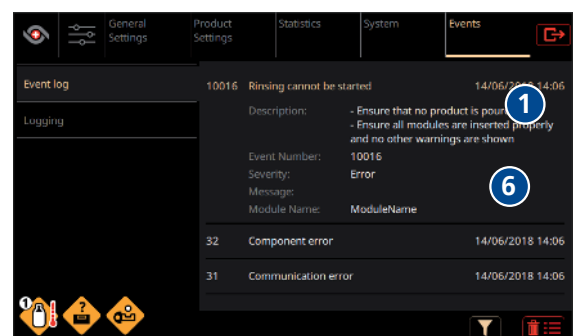 General Settings
Product Settings
Statistics
System
Events
Event log
Logging
10016 Rinsing cannot be started 14/06/2018 14:06
Description: - Ensure that no product is pour
- Ensure all modules are inserted properly
and no other warnings are shown
Event Number: 10016
Severity: Error
Message:
Module Name: ModuleName
32 Component error 14/06/2018 14:06
31 Communication error 14/06/2018 14:06
1
6
1
?